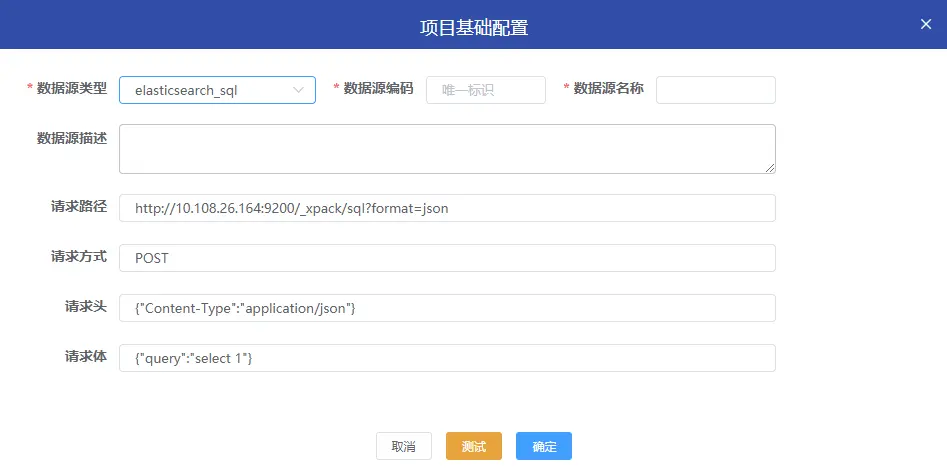 项目基础配置
* 数据源类型 elasticsearch_sql * 数据源编码 唯一标识 * 数据源名称
数据源描述
请求路径 http://10.108.26.164:9200/_xpack/sql?format=json
请求方式 POST
请求头 {"Content-Type":"application/json"}
请求体 {"query":"select 1"}
取消 测试 确定